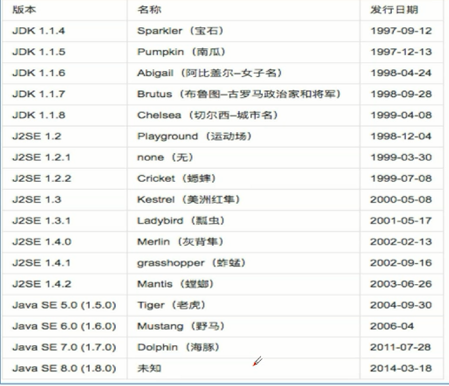 版本 名称 发行日期
JDK 1.1.4 Sparkler（宝石） 1997-09-12
JDK 1.1.5 Pumpkin（南瓜） 1997-12-13
JDK 1.1.6 Abigail（阿比盖尔–女子名） 1998-04-24
JDK 1.1.7 Brutus（布鲁图–古罗马政治家和将军） 1998-09-28
JDK 1.1.8 Chelsea（切尔西–城市名） 1999-04-08
J2SE 1.2 Playground（运动场） 1998-12-04
J2SE 1.2.1 none（无） 1999-03-30
J2SE 1.2.2 Cricket（蟋蟀） 1999-07-08
J2SE 1.3 Kestrel（美洲红隼） 2000-05-08
J2SE 1.3.1 Ladybird（瓢虫） 2001-05-17
J2SE 1.4.0 Merlin（灰背隼） 2002-02-13
J2SE 1.4.1 grasshopper（蚱蜢） 2002-09-16
J2SE 1.4.2 Mantis（螳螂） 2003-06-26
Java SE 5.0 (1.5.0) Tiger（老虎） 2004-09-30
Java SE 6.0 (1.6.0) Mustang（野马） 2006-04
Java SE 7.0 (1.7.0) Dolphin（海豚） 2011-07-28
Java SE 8.0 (1.8.0) 未知 2014-03-18